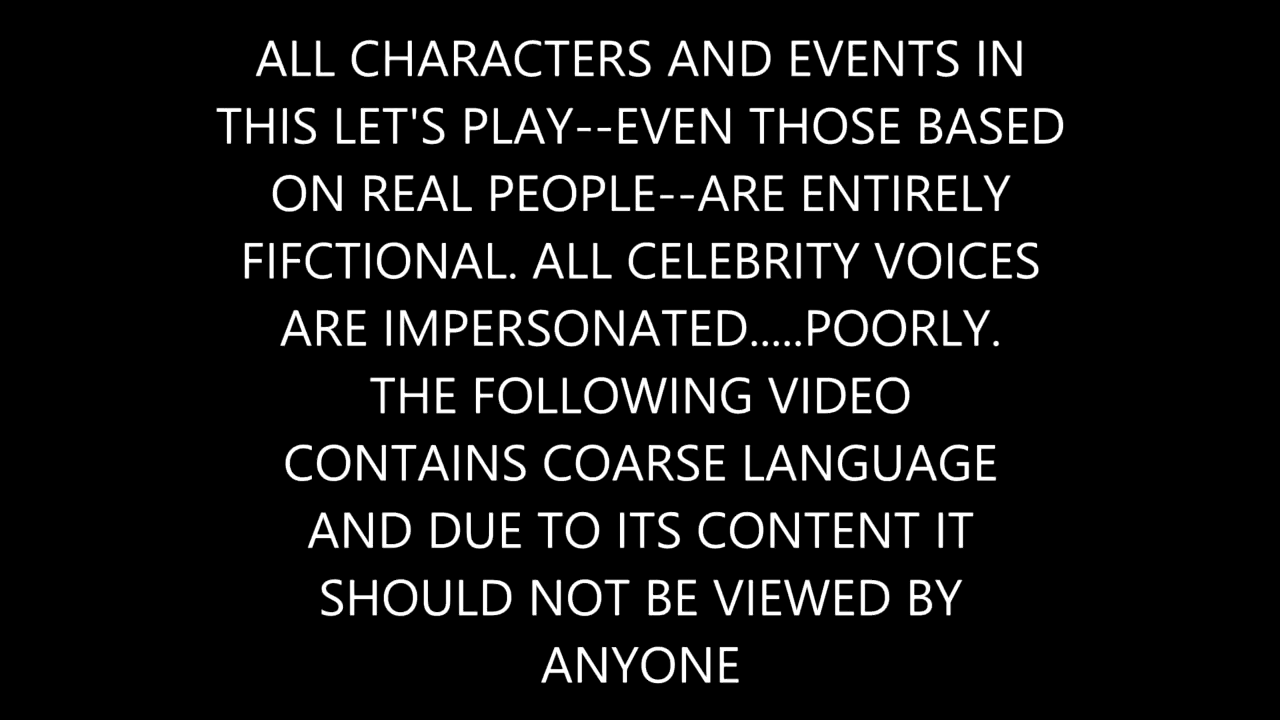 ALL CHARACTERS AND EVENTS IN
THIS LET'S PLAY--EVEN THOSE BASED
ON REAL PEOPLE--ARE ENTIRELY
FIFCTIONAL. ALL CELEBRITY VOICES
ARE IMPERSONATED.....POORLY.
THE FOLLOWING VIDEO
CONTAINS COARSE LANGUAGE
AND DUE TO ITS CONTENT IT
SHOULD NOT BE VIEWED BY
ANYONE